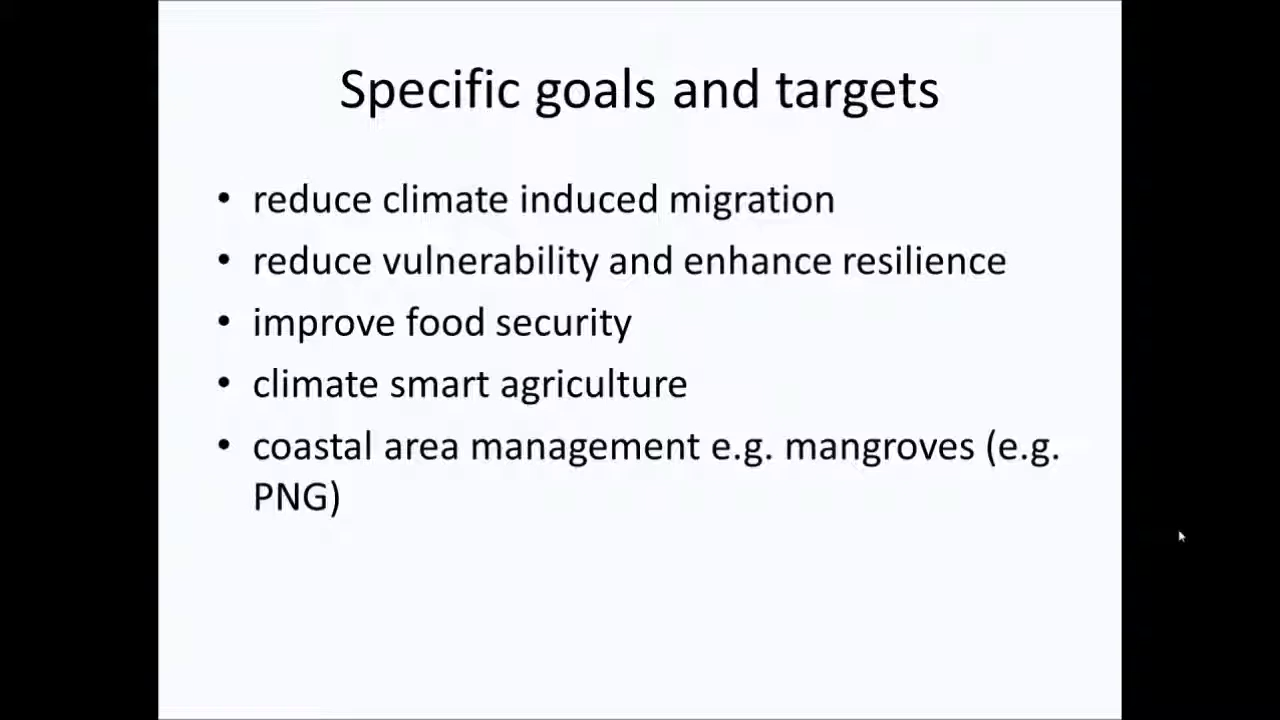 Specific goals and targets
• reduce climate induced migration
• reduce vulnerability and enhance resilience
• improve food security
• climate smart agriculture
• coastal area management e.g. mangroves (e.g.
PNG)